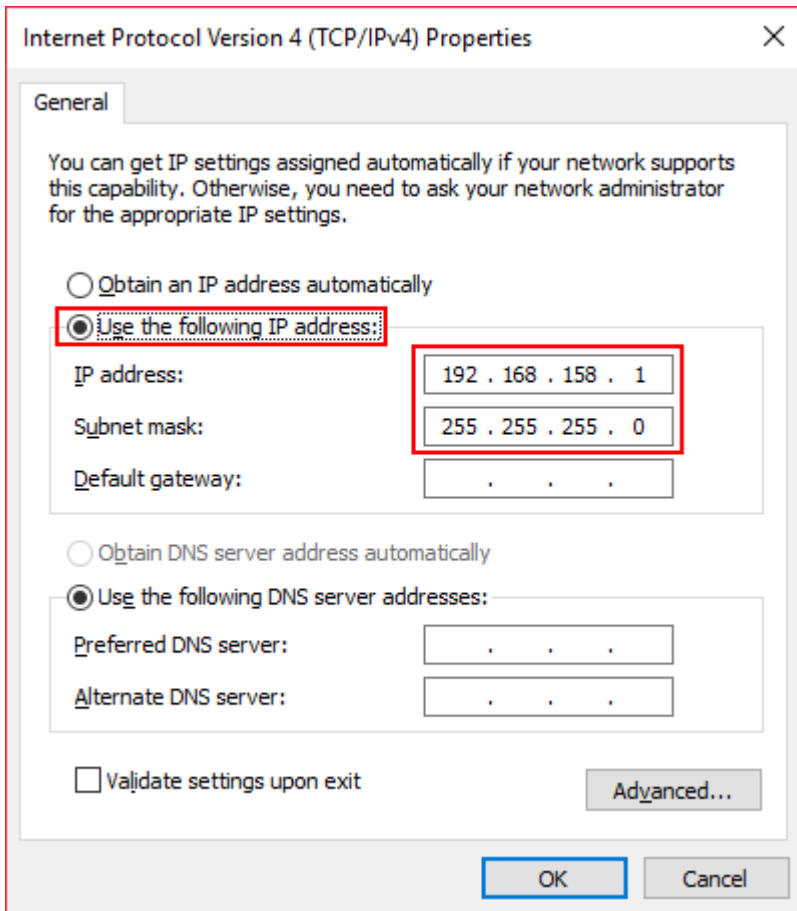 Internet Protocol Version 4 (TCP/IPv4) Properties
General
You can get IP settings assigned automatically if your network supports
this capability. Otherwise, you need to ask your network administrator
for the appropriate IP settings.
Obtain an IP address automatically
Use the following IP address:
IP address: 192 . 168 . 158 . 1
Subnet mask: 255 . 255 . 255 . 0
Default gateway: . . .
Obtain DNS server address automatically
Use the following DNS server addresses:
Preferred DNS server: . . .
Alternate DNS server: . . .
Validate settings upon exit
Advanced...
OK Cancel